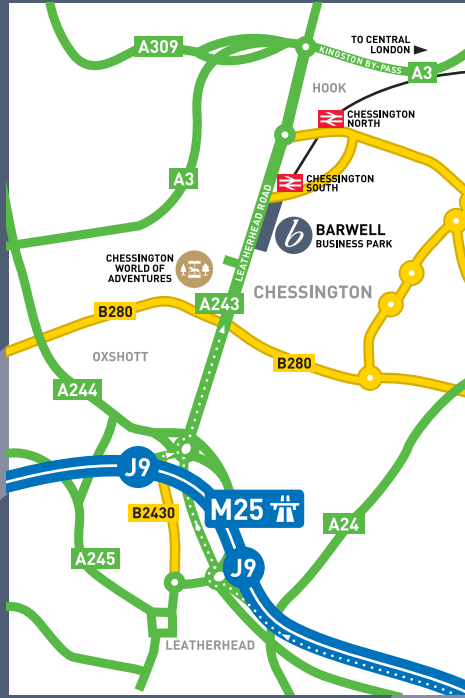 A309
TO CENTRAL
LONDON
KINGSTON BY-PASS
A3
HOOK
CHESSINGTON
NORTH
A3
CHESSINGTON
SOUTH
LEATHERHEAD ROAD
b
BARWELL
BUSINESS PARK
CHESSINGTON
WORLD OF
ADVENTURES
CHESSINGTON
A243
B280
OXSHOTT
B280
A244
J9
B2430
M25
A24
A245
J9
LEATHERHEAD